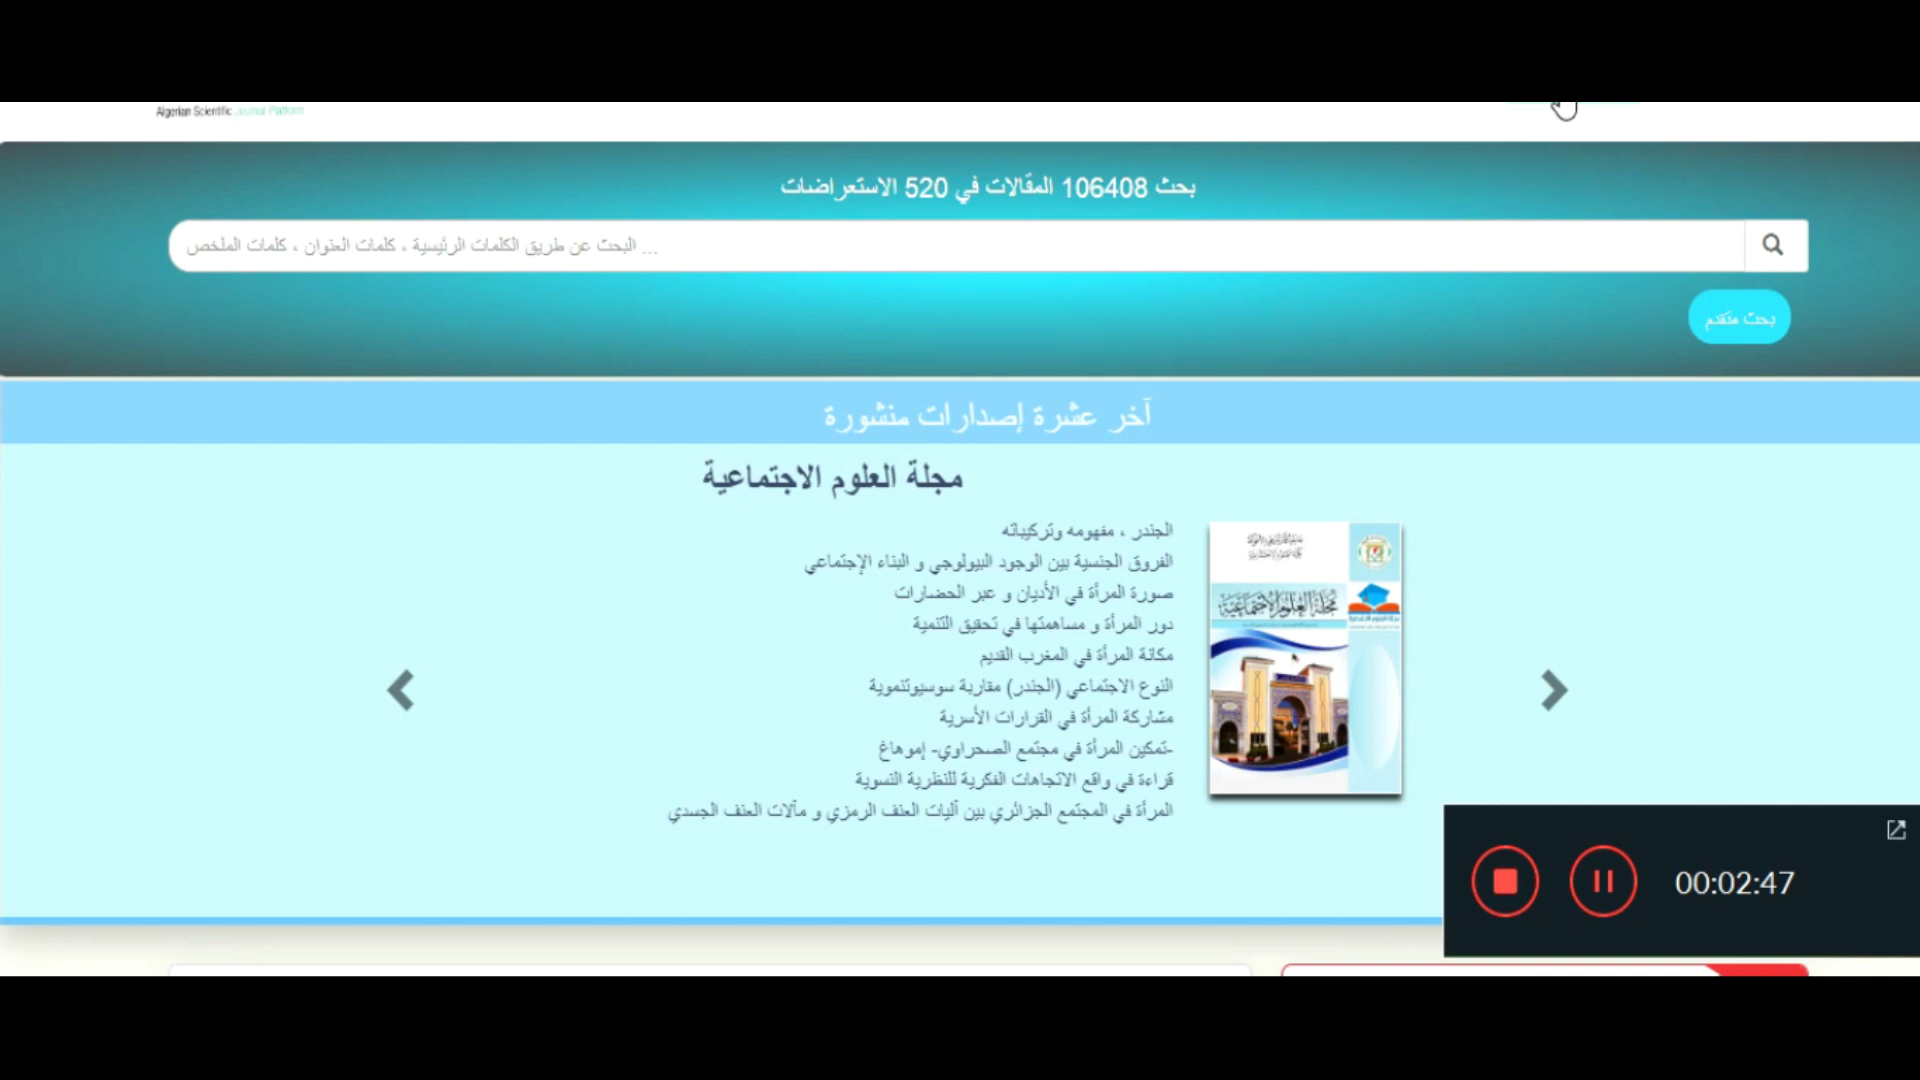 Algerian Scientific Journal Platform
بحث 106408 المقالات في 520 الاستعراضات
البحث عن طريق الكلمات الرئيسية ، كلمات العنوان ، كلمات الملخص ...
بحث متقدم
آخر عشرة إصدارات منشورة
مجلة العلوم الاجتماعية
الجندر ، مفهومه وتركيباته
الفروق الجنسية بين الوجود البيولوجي و البناء الإجتماعي
صورة المرأة في الأديان و عبر الحضارات
دور المرأة و مساهمتها في تحقيق التنمية
مكانة المرأة في المغرب القديم
النوع الاجتماعي (الجندر) مقاربة سوسيوتنموية
مشاركة المرأة في القرارات الأسرية
-تمكين المرأة في مجتمع الصحراوي- إموهاغ
قراءة في واقع الاتجاهات الفكرية للنظرية النسوية
المرأة في المجتمع الجزائري بين آليات العنف الرمزي و مآلات العنف الجسدي
مجلة العلوم الاجتماعية
00:02:47